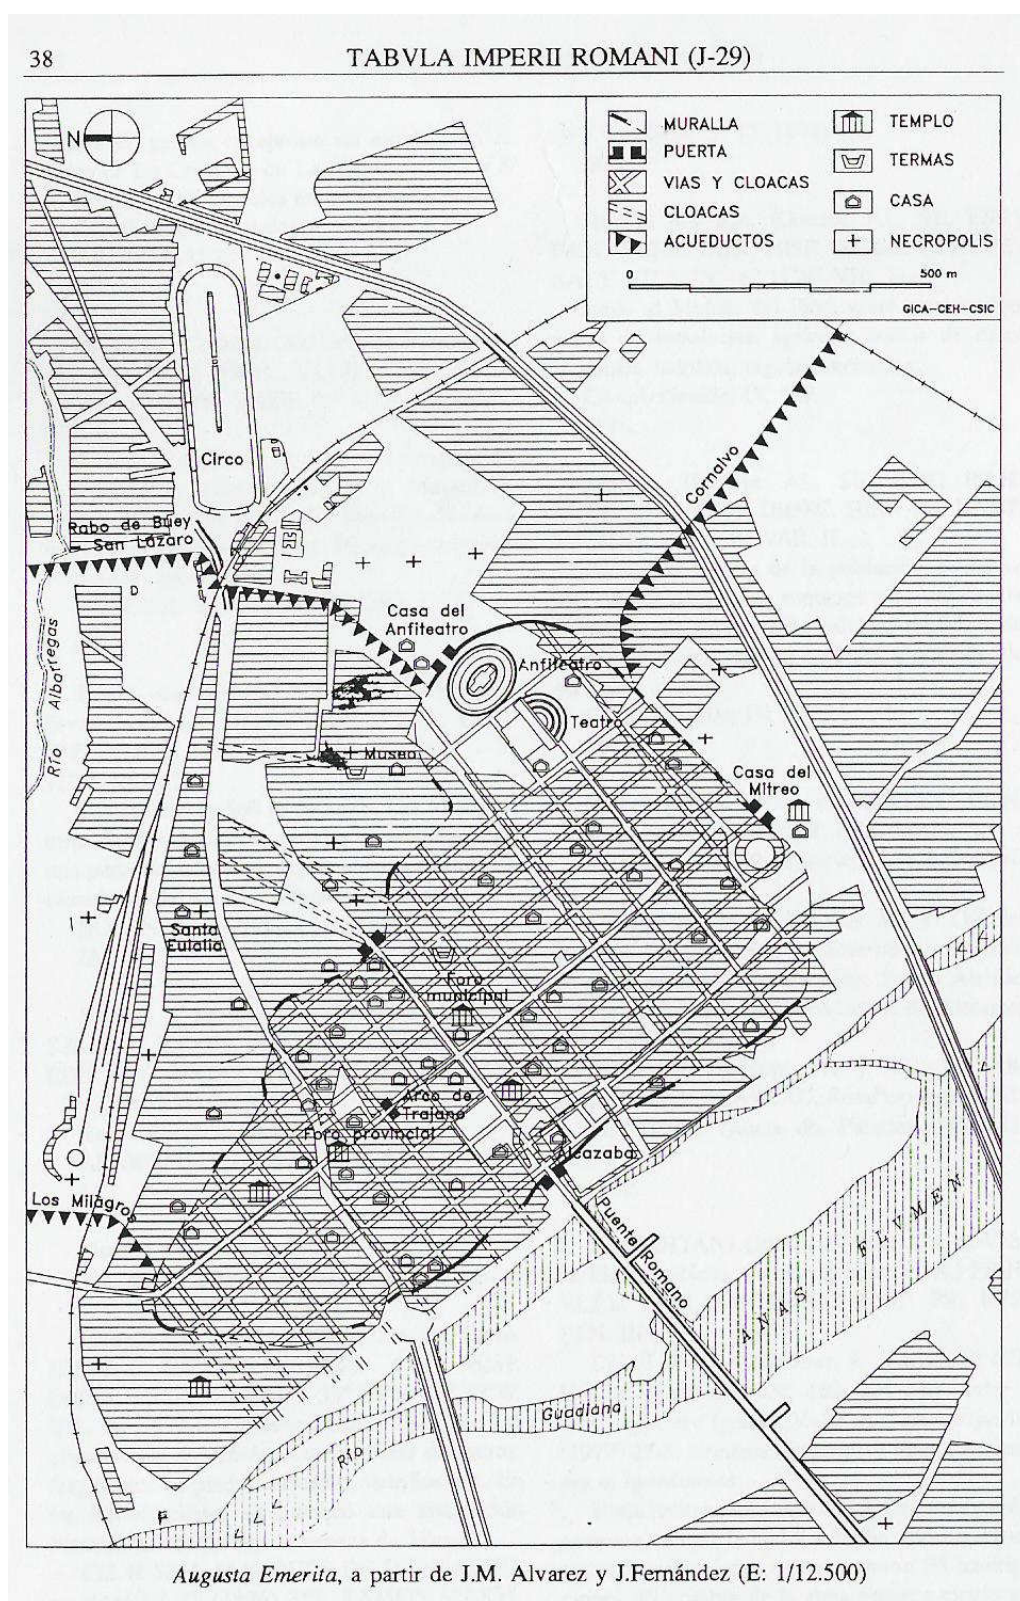 38
TABVLA IMPERII ROMANI (J-29)
N
MURALLA
PUERTA
VIAS Y CLOACAS
CLOACAS
ACUEDUCTOS
TEMPLO
TERMAS
CASA
NECROPOLIS
0
500 m
GICA-CEH-CSIC
Circo
Cornalvo
Rabo de Buey
San Lázaro
Casa del
Anfiteatro
Anfiteatro
Río Albarregas
Teatro
Museo
Casa del
Mitreo
Santa
Eulalia
Foro
municipal
Arco de
Trajano
Foro provincial
Alcazaba
Los Milagros
Puente Romano
ANAS FLVMEN
Río Guadiana
Augusta Emerita, a partir de J.M. Alvarez y J.Fernández (E: 1/12.500)